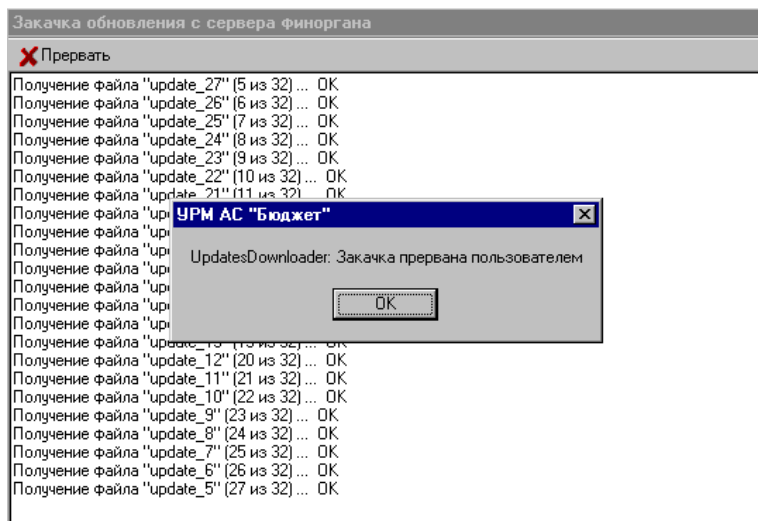 Закачка обновления с сервера финоргана
Прервать
Получение файла "update_27" (5 из 32) ... OK
Получение файла "update_26" (6 из 32) ... OK
Получение файла "update_25" (7 из 32) ... OK
Получение файла "update_24" (8 из 32) ... OK
Получение файла "update_23" (9 из 32) ... OK
Получение файла "update_22" (10 из 32) ... OK
Получение файла "update_21" (11 из 32) ... OK
Получение файла
Получение файла
Получение файла
Получение файла
Получение файла
Получение файла
Получение файла
Получение файла "update_13" (19 из 32) ... OK
Получение файла "update_12" (20 из 32) ... OK
Получение файла "update_11" (21 из 32) ... OK
Получение файла "update_10" (22 из 32) ... OK
Получение файла "update_9" (23 из 32) ... OK
Получение файла "update_8" (24 из 32) ... OK
Получение файла "update_7" (25 из 32) ... OK
Получение файла "update_6" (26 из 32) ... OK
Получение файла "update_5" (27 из 32) ... OK
УРМ АС "Бюджет"
UpdatesDownloader: Закачка прервана пользователем
OK